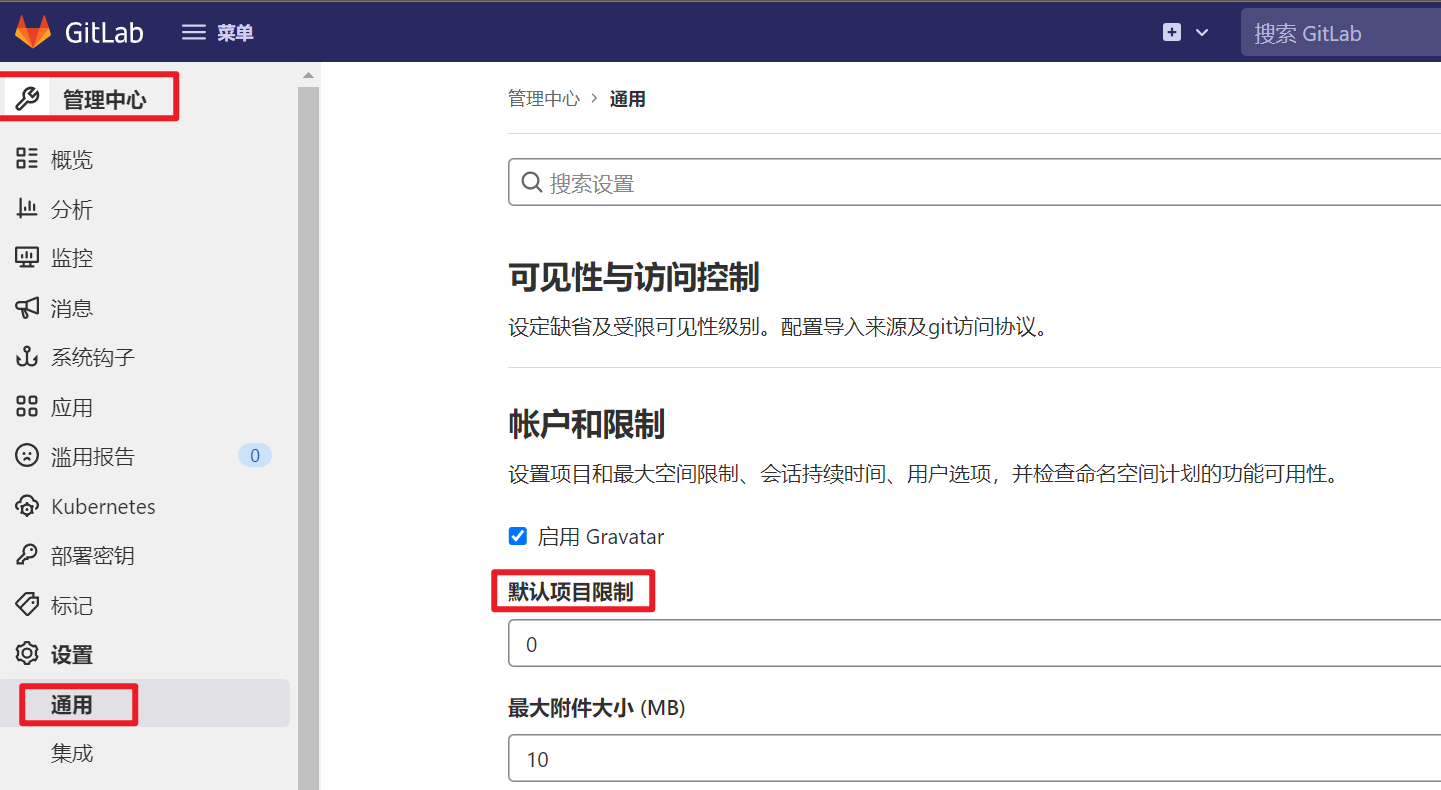 GitLab 菜单 搜索 GitLab
管理中心
概览
分析
监控
消息
系统钩子
应用
滥用报告 0
Kubernetes
部署密钥
标记
设置
通用
集成
管理中心 › 通用
搜索设置
可见性与访问控制
设定缺省及受限可见性级别。配置导入来源及git访问协议。
帐户和限制
设置项目和最大空间限制、会话持续时间、用户选项，并检查命名空间计划的功能可用性。
启用 Gravatar
默认项目限制
0
最大附件大小 (MB)
10